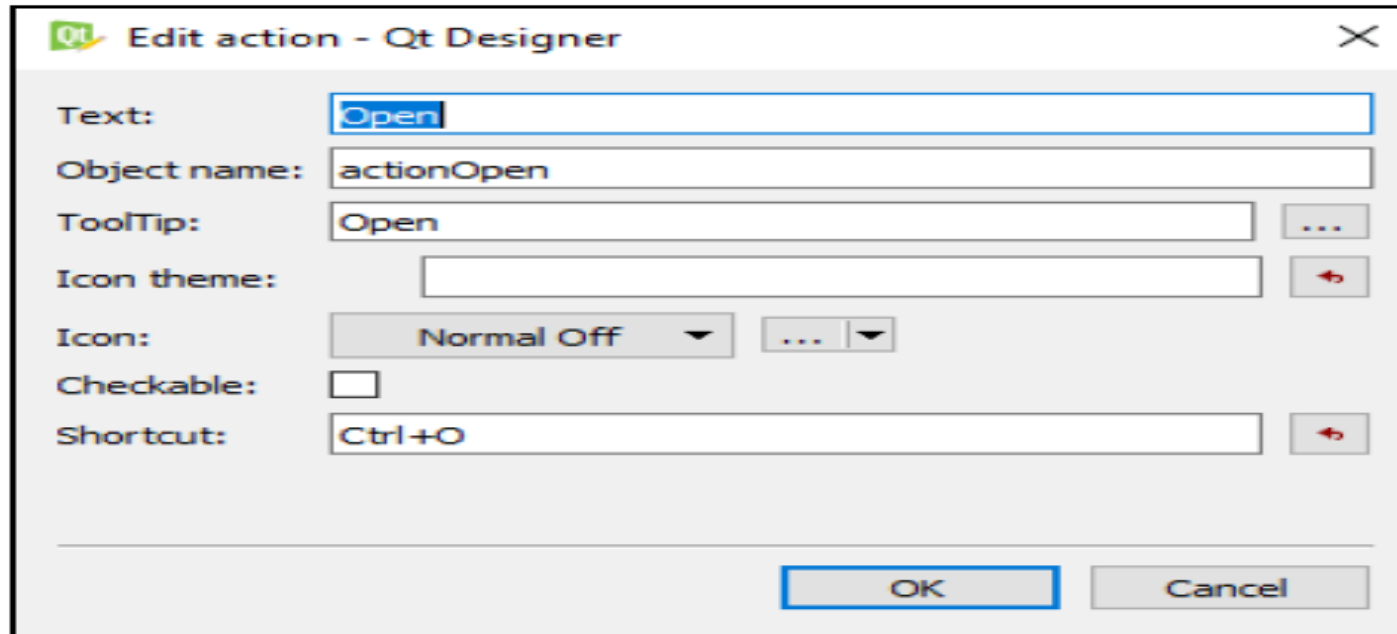 Qt Edit action - Qt Designer
Text: Open
Object name: actionOpen
ToolTip: Open ...
Icon theme:
Icon: Normal Off ...
Checkable:
Shortcut: Ctrl+O
OK Cancel